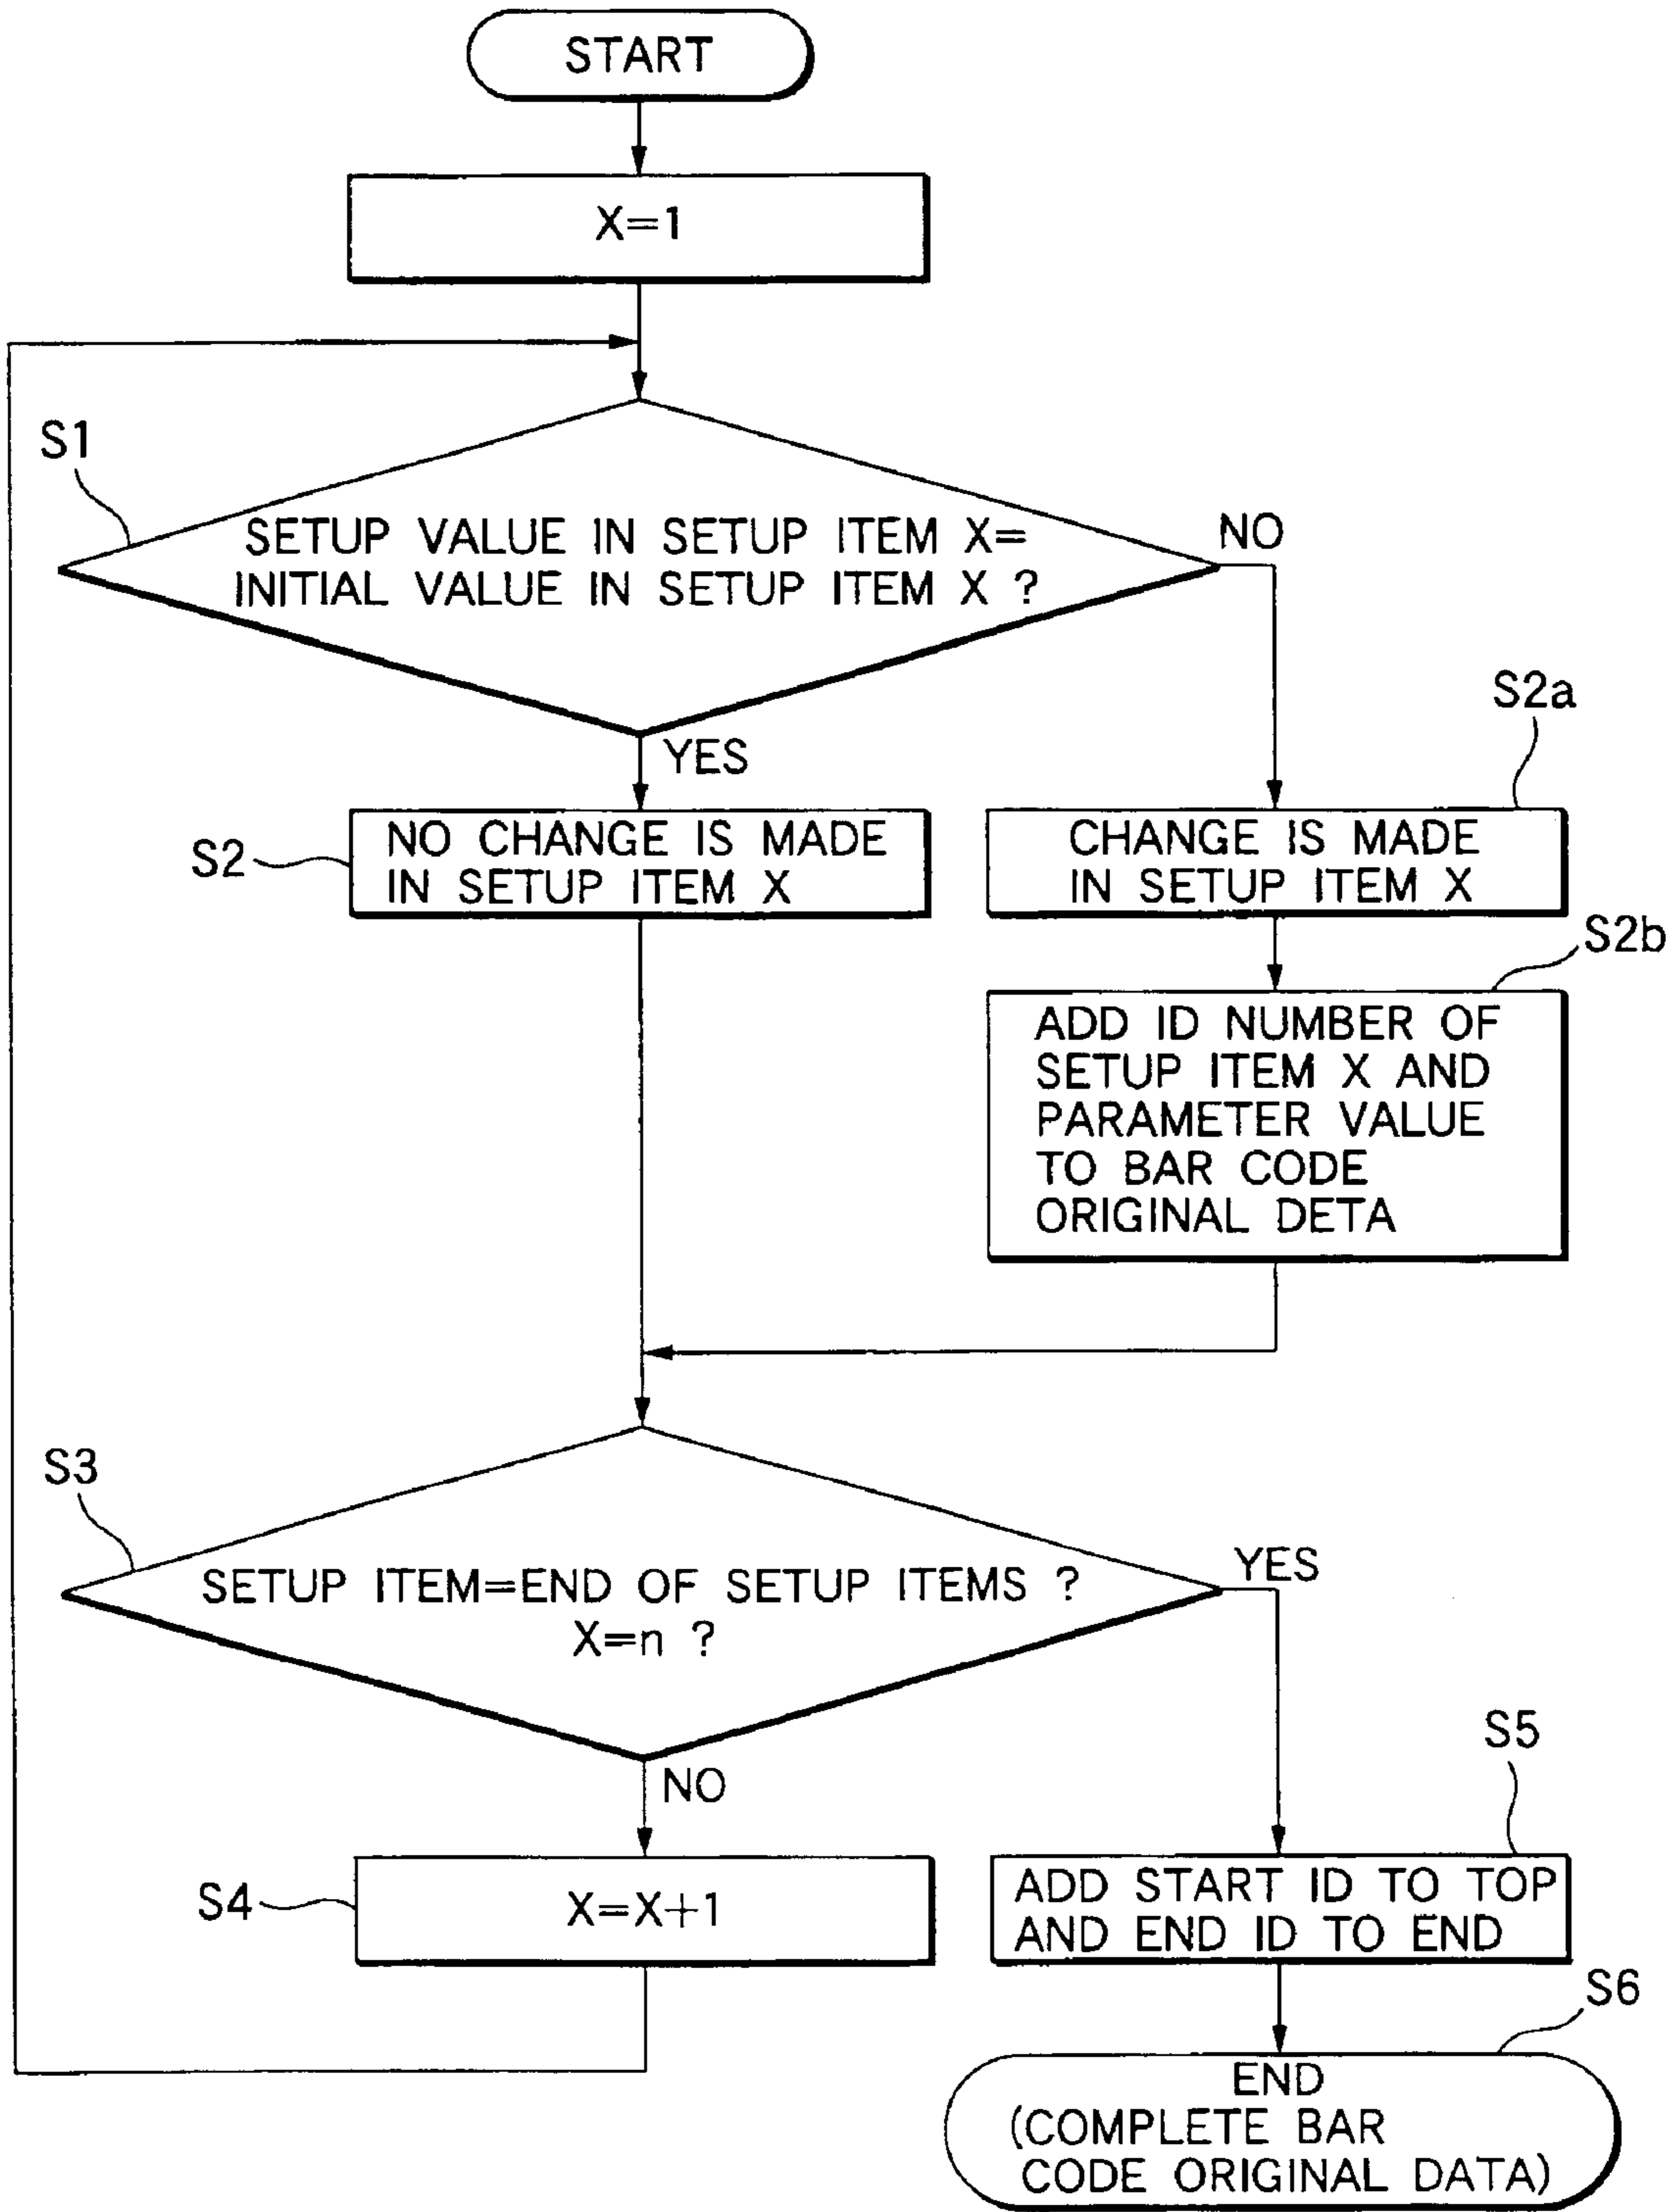 START
X=1
S1
SETUP VALUE IN SETUP ITEM X=
INITIAL VALUE IN SETUP ITEM X ?
NO
YES
S2
NO CHANGE IS MADE
IN SETUP ITEM X
S2a
CHANGE IS MADE
IN SETUP ITEM X
S2b
ADD ID NUMBER OF
SETUP ITEM X AND
PARAMETER VALUE
TO BAR CODE
ORIGINAL DETA
S3
SETUP ITEM=END OF SETUP ITEMS ?
X=n ?
YES
NO
S4
X=X+1
S5
ADD START ID TO TOP
AND END ID TO END
S6
END
(COMPLETE BAR
CODE ORIGINAL DATA)